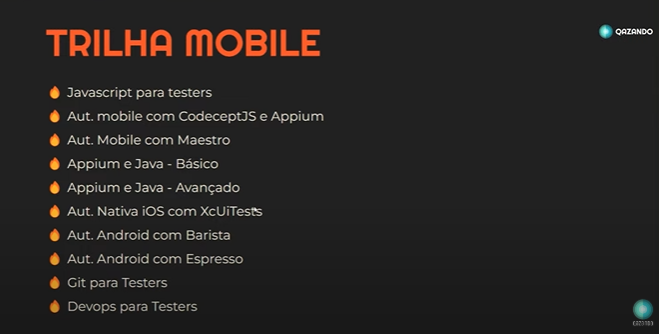 TRILHA MOBILE
QAZANDO
Javascript para testers
Aut. mobile com CodeceptJS e Appium
Aut. Mobile com Maestro
Appium e Java - Básico
Appium e Java - Avançado
Aut. Nativa iOS com XcUiTests
Aut. Android com Barista
Aut. Android com Espresso
Git para Testers
Devops para Testers
QAZANDO